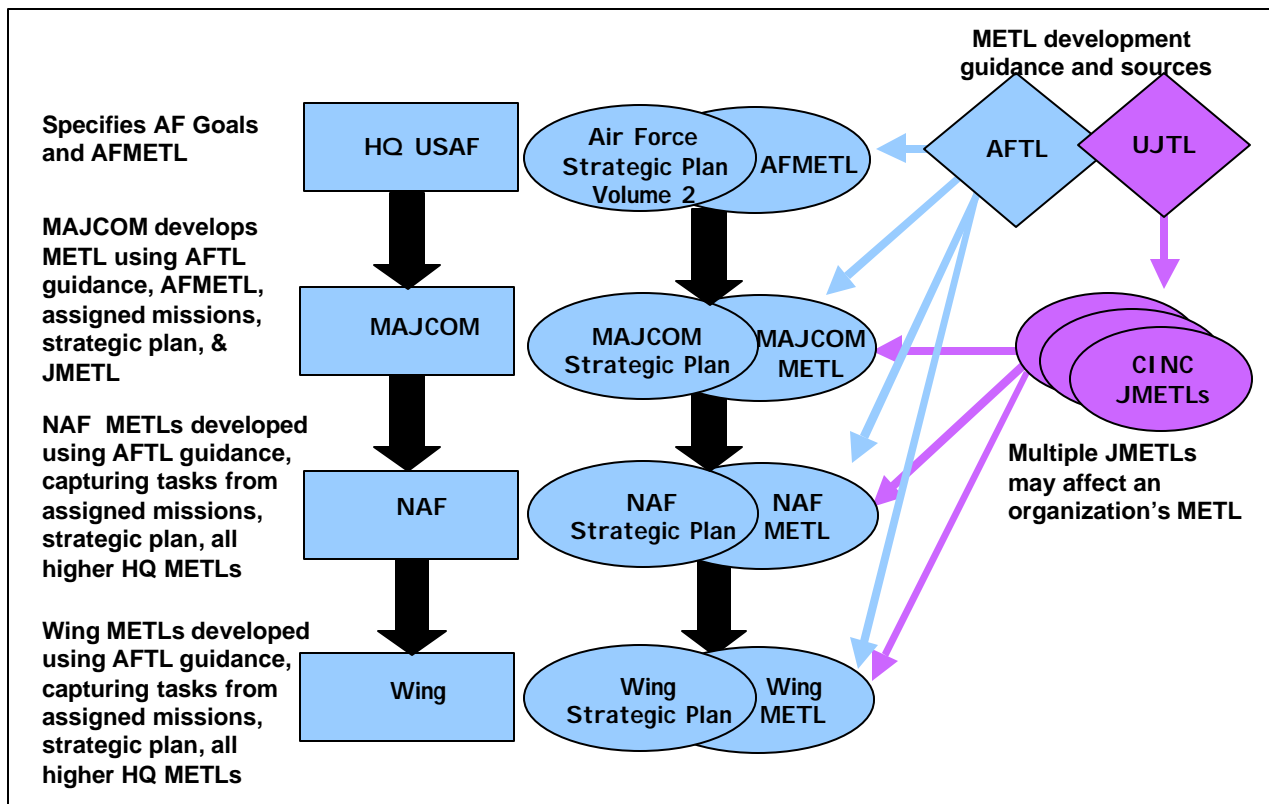 METL development
guidance and sources
Specifies AF Goals
and AFMETL
HQ USAF
Air Force
Strategic Plan
Volume 2
AFMETL
AFTL
UJTL
MAJCOM develops
METL using AFTL
guidance, AFMETL,
assigned missions,
strategic plan, &
JMETL
MAJCOM
MAJCOM
Strategic Plan
MAJCOM
METL
CINC
JMETLs
Multiple JMETLs
may affect an
organization's METL
NAF METLs developed
using AFTL guidance,
capturing tasks from
assigned missions,
strategic plan, all
higher HQ METLs
NAF
NAF
Strategic Plan
NAF
METL
Wing METLs developed
using AFTL guidance,
capturing tasks from
assigned missions,
strategic plan, all
higher HQ METLs
Wing
Wing
Strategic Plan
Wing
METL